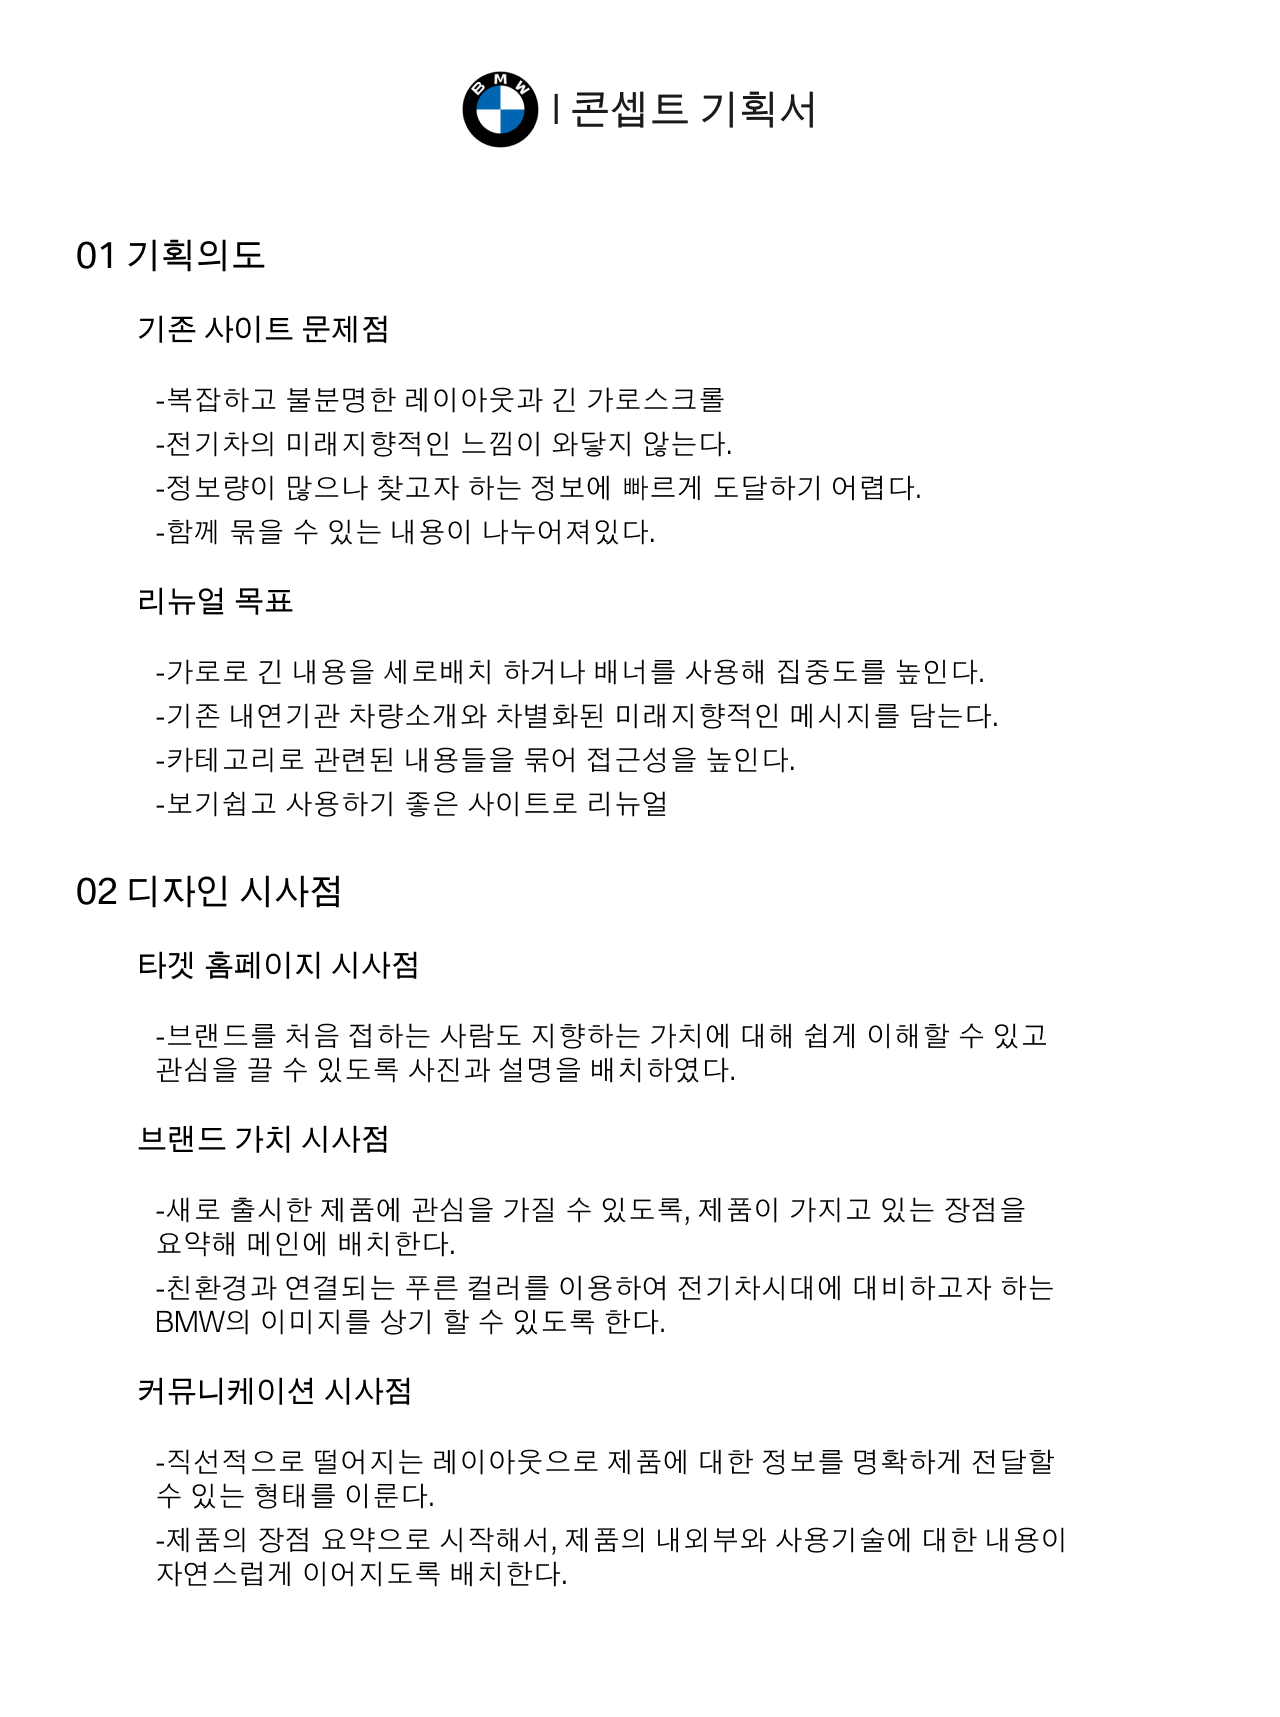 BMW | 콘셉트 기획서
01 기획의도
기존 사이트 문제점
-복잡하고 불분명한 레이아웃과 긴 가로스크롤
-전기차의 미래지향적인 느낌이 와닿지 않는다.
-정보량이 많으나 찾고자 하는 정보에 빠르게 도달하기 어렵다.
-함께 묶을 수 있는 내용이 나누어져있다.
리뉴얼 목표
-가로로 긴 내용을 세로배치 하거나 배너를 사용해 집중도를 높인다.
-기존 내연기관 차량소개와 차별화된 미래지향적인 메시지를 담는다.
-카테고리로 관련된 내용들을 묶어 접근성을 높인다.
-보기쉽고 사용하기 좋은 사이트로 리뉴얼
02 디자인 시사점
타겟 홈페이지 시사점
-브랜드를 처음 접하는 사람도 지향하는 가치에 대해 쉽게 이해할 수 있고
관심을 끌 수 있도록 사진과 설명을 배치하였다.
브랜드 가치 시사점
-새로 출시한 제품에 관심을 가질 수 있도록, 제품이 가지고 있는 장점을
요약해 메인에 배치한다.
-친환경과 연결되는 푸른 컬러를 이용하여 전기차시대에 대비하고자 하는
BMW의 이미지를 상기 할 수 있도록 한다.
커뮤니케이션 시사점
-직선적으로 떨어지는 레이아웃으로 제품에 대한 정보를 명확하게 전달할
수 있는 형태를 이룬다.
-제품의 장점 요약으로 시작해서, 제품의 내외부와 사용기술에 대한 내용이
자연스럽게 이어지도록 배치한다.